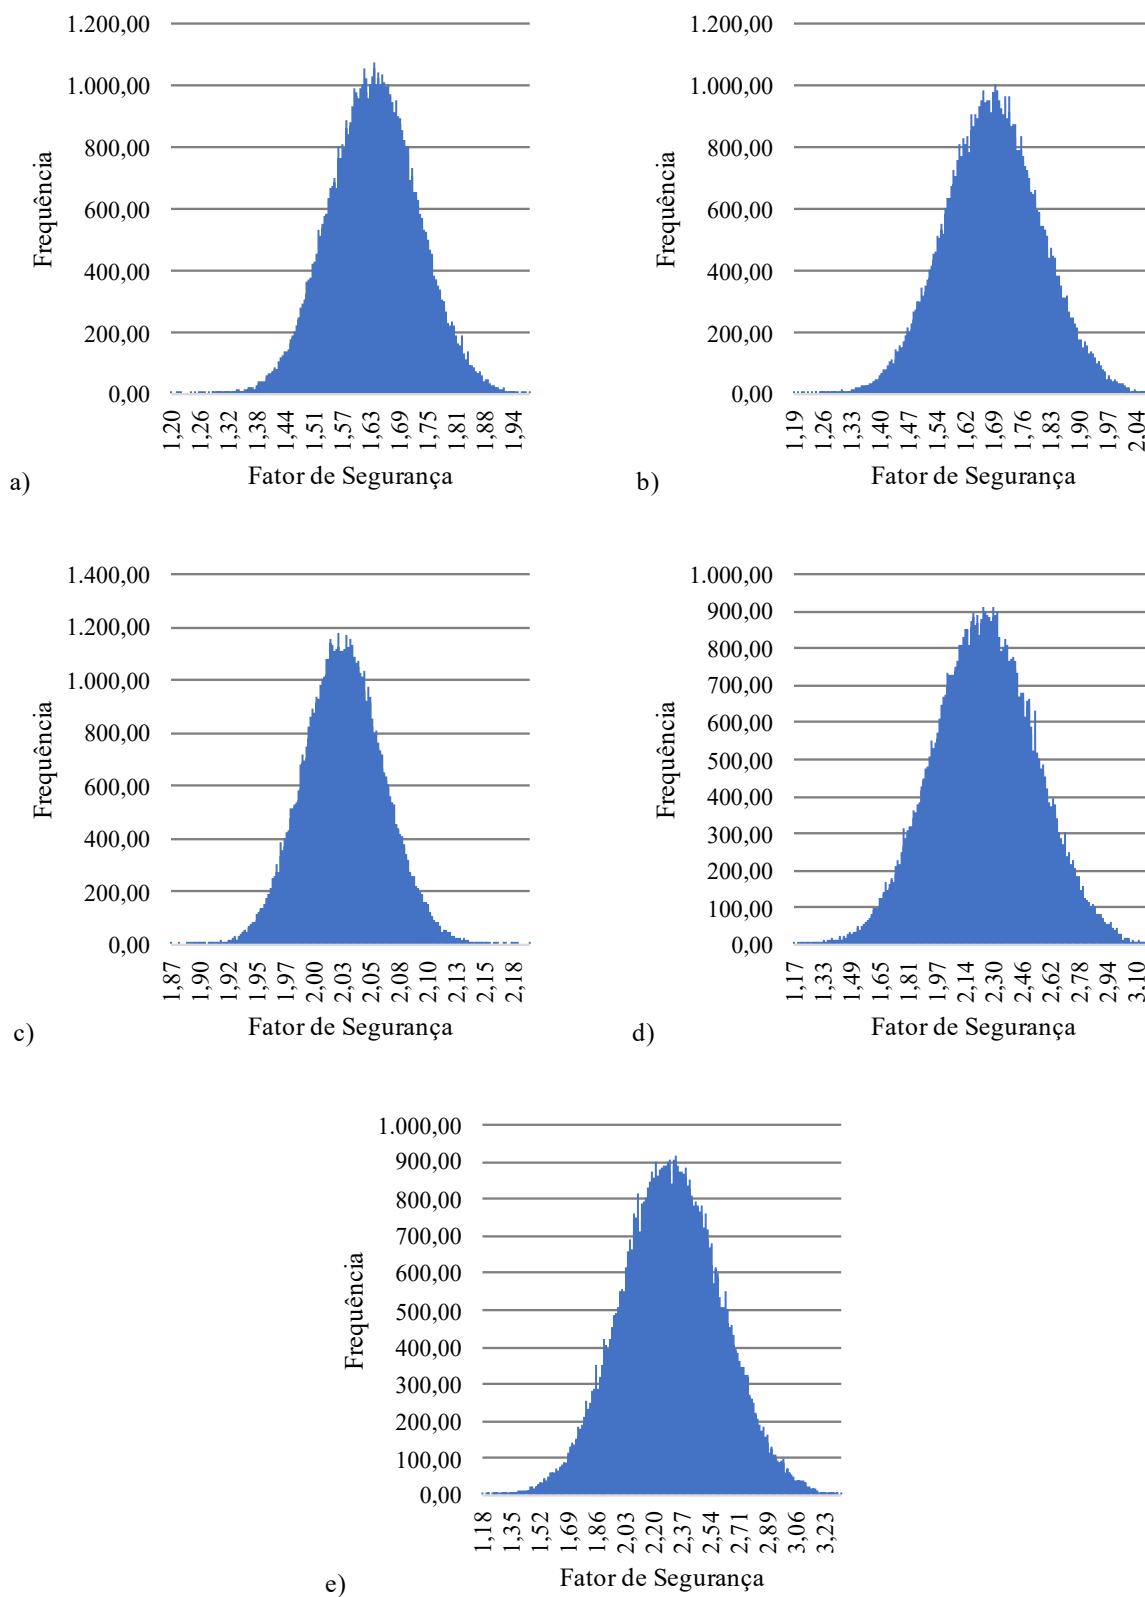 1.200,00
1.000,00
800,00
600,00
400,00
200,00
0,00
Frequência
1,20 1,26 1,32 1,38 1,44 1,51 1,57 1,63 1,69 1,75 1,81 1,88 1,94
Fator de Segurança
a)
1.200,00
1.000,00
800,00
600,00
400,00
200,00
0,00
Frequência
1,19 1,26 1,33 1,40 1,47 1,54 1,62 1,69 1,76 1,83 1,90 1,97 2,04
Fator de Segurança
b)
1.400,00
1.200,00
1.000,00
800,00
600,00
400,00
200,00
0,00
Frequência
1,87 1,90 1,92 1,95 1,97 2,00 2,03 2,05 2,08 2,10 2,13 2,15 2,18
Fator de Segurança
c)
1.000,00
900,00
800,00
700,00
600,00
500,00
400,00
300,00
200,00
100,00
0,00
Frequência
1,17 1,33 1,49 1,65 1,81 1,97 2,14 2,30 2,46 2,62 2,78 2,94 3,10
Fator de Segurança
d)
1.000,00
900,00
800,00
700,00
600,00
500,00
400,00
300,00
200,00
100,00
0,00
Frequência
1,18 1,35 1,52 1,69 1,86 2,03 2,20 2,37 2,54 2,71 2,89 3,06 3,23
Fator de Segurança
e)